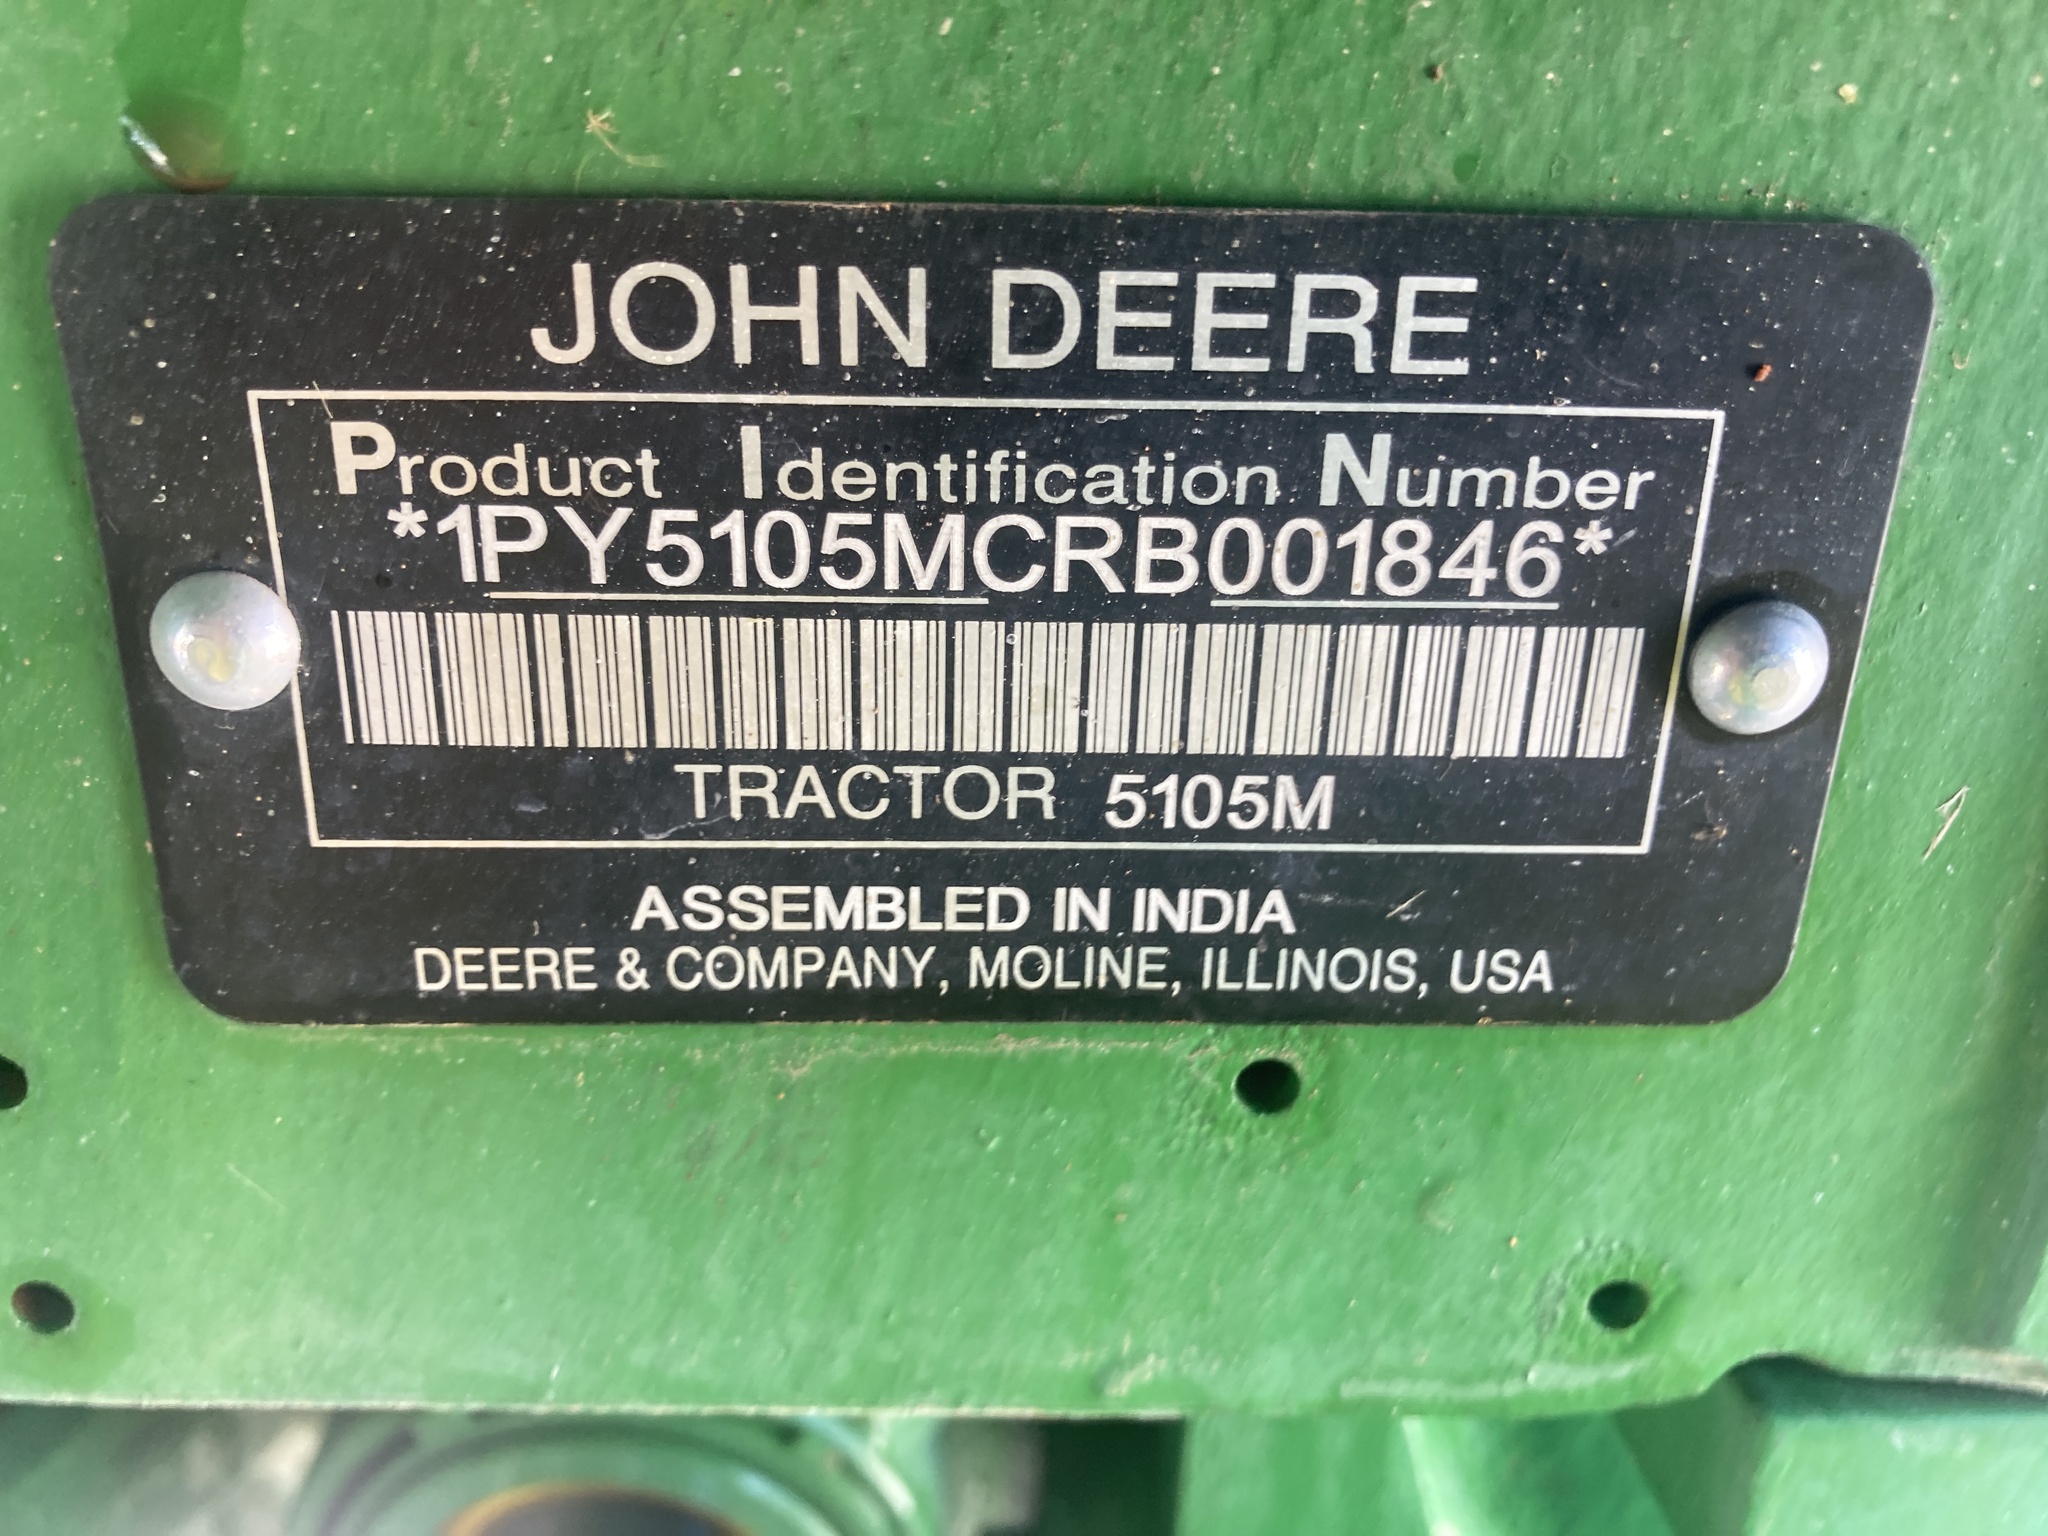 JOHN DEERE
Product Identification Number
*1PY5105MCRB001846*
TRACTOR 5105M
ASSEMBLED IN INDIA
DEERE & COMPANY, MOLINE, ILLINOIS, USA